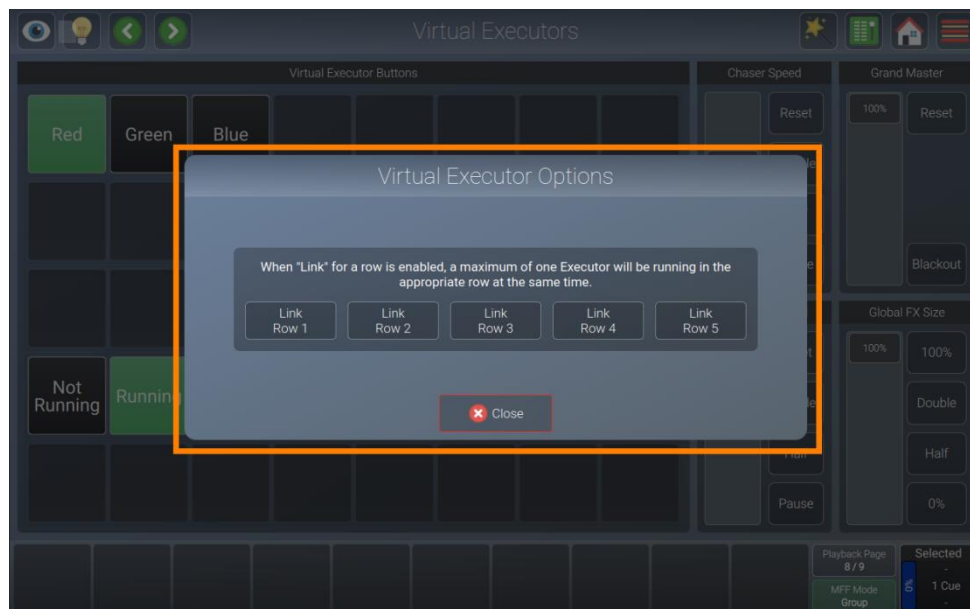 Virtual Executors
Virtual Executor Buttons
Chaser Speed
Grand Master
Red
Green
Blue
Reset
100%
Reset
Blackout
Virtual Executor Options
When "Link" for a row is enabled, a maximum of one Executor will be running in the
appropriate row at the same time.
Link
Row 1
Link
Row 2
Link
Row 3
Link
Row 4
Link
Row 5
Close
Global FX Size
100%
100%
Double
Half
0%
Not
Running
Running
Half
Pause
Playback Page
8 / 9
MFF Mode
Group
0%
Selected
-
1 Cue
-